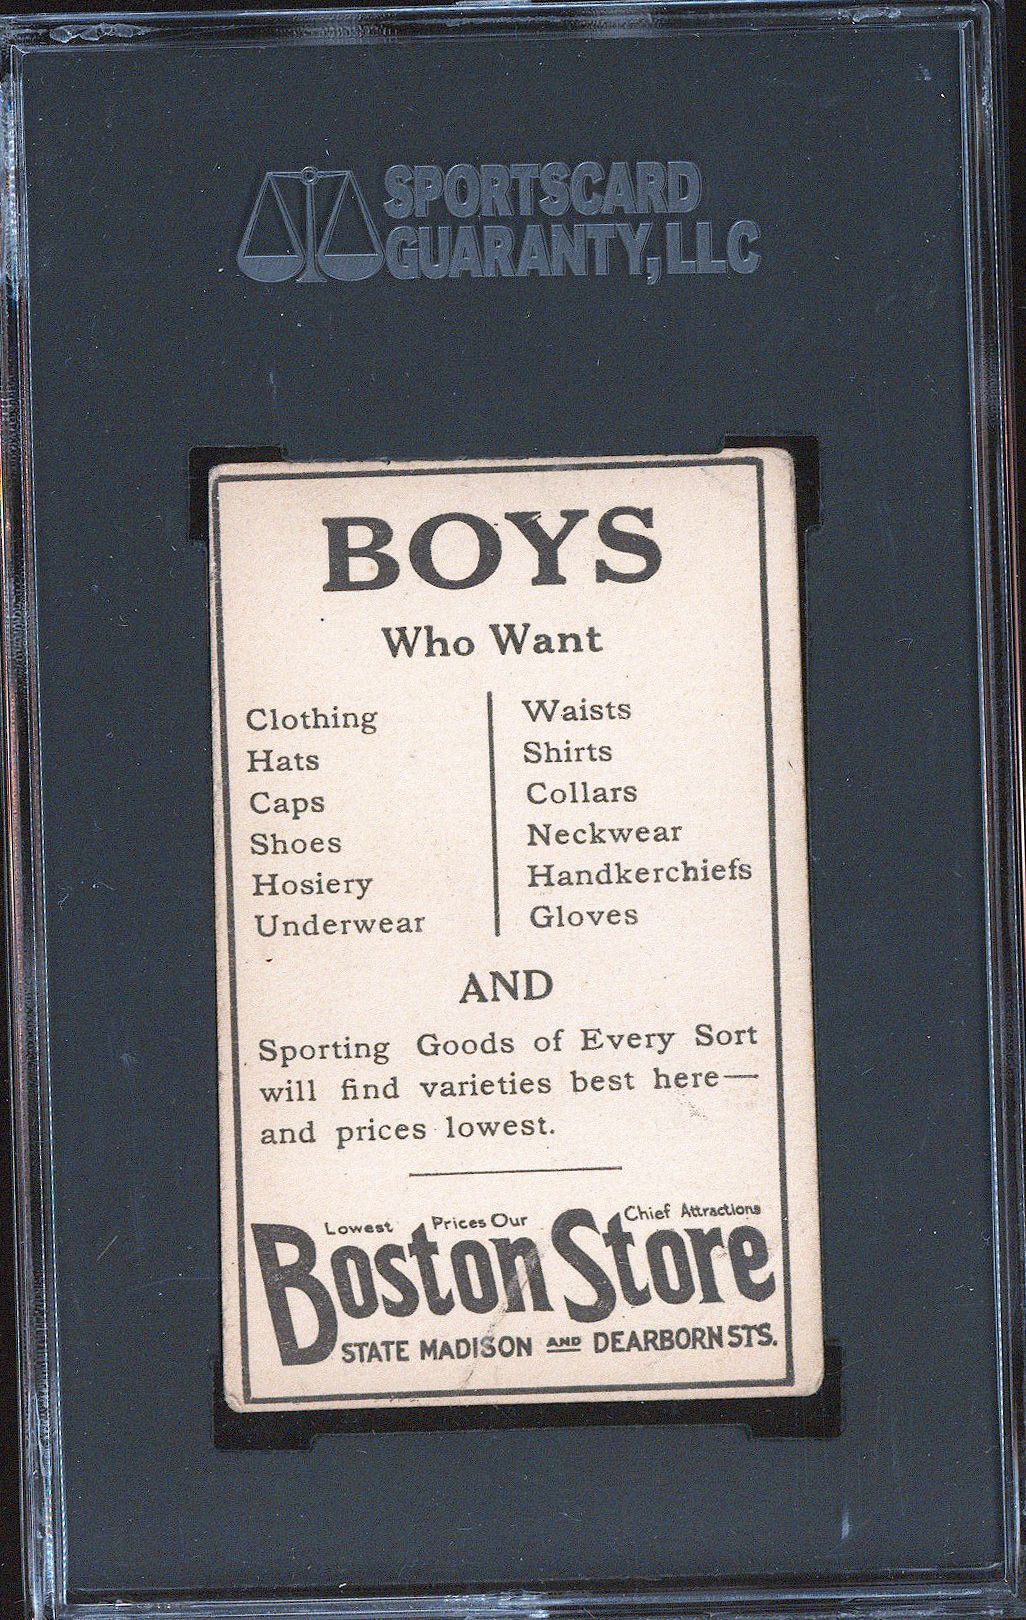 SPORTSCARD
GUARANTY, LLC
BOYS
Who Want
Clothing
Hats
Caps
Shoes
Hosiery
Underwear
Waists
Shirts
Collars
Neckwear
Handkerchiefs
Gloves
AND
Sporting Goods of Every Sort
will find varieties best here—
and prices lowest.
Lowest Prices Our Chief Attractions
Boston Store
STATE MADISON AND DEARBORN STS.